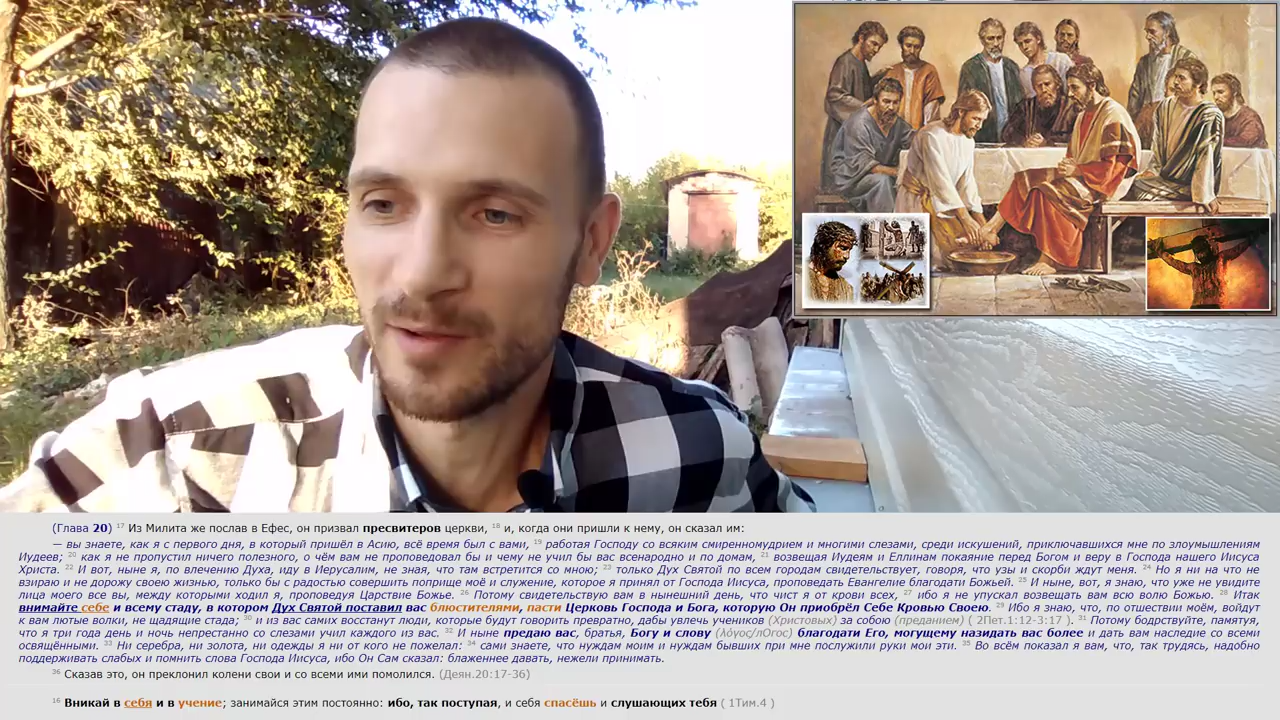 (Глава 20) 17 Из Милита же послав в Ефес, он призвал пресвитеров церкви, 18 и, когда они пришли к нему, он сказал им:
— вы знаете, как я с первого дня, в который пришёл в Асию, всё время был с вами, 19 работая Господу со всяким смиренномудрием и многими слезами, среди искушений, приключавшихся мне по злоумышлениям
Иудеев; 20 как я не пропустил ничего полезного, о чём вам не проповедовал бы и чему не учил бы вас всенародно и по домам, 21 возвещая Иудеям и Еллинам покаяние перед Богом и веру в Господа нашего Иисуса
Христа. 22 И вот, ныне я, по влечению Духа, иду в Иерусалим, не зная, что там встретится со мною; 23 только Дух Святой по всем городам свидетельствует, говоря, что узы и скорби ждут меня. 24 Но я ни на что не
взираю и не дорожу своею жизнью, только бы с радостью совершить поприще моё и служение, которое я принял от Господа Иисуса, проповедать Евангелие благодати Божьей. 25 И ныне, вот, я знаю, что уже не увидите
лица моего все вы, между которыми ходил я, проповедуя Царствие Божье. 26 Потому свидетельствую вам в нынешний день, что чист я от крови всех, 27 ибо я не упускал возвещать вам всю волю Божью. 28 Итак
внимайте себе и всему стаду, в котором Дух Святой поставил вас блюстителями, пасти Церковь Господа и Бога, которую Он приобрёл Себе Кровью Своею. 29 Ибо я знаю, что, по отшествии моём, войдут
к вам лютые волки, не щадящие стада; 30 и из вас самих восстанут люди, которые будут говорить превратно, дабы увлечь учеников (Христовых) за собою (преданием) ( 2Пет.1:12-3:17 ). 31 Потому бодрствуйте, памятуя,
что я три года день и ночь непрестанно со слезами учил каждого из вас. 32 И ныне предаю вас, братья, Богу и слову (λόγος/лОгос) благодати Его, могущему назидать вас более и дать вам наследие со всеми
освящёнными. 33 Ни серебра, ни золота, ни одежды я ни от кого не пожелал: 34 сами знаете, что нуждам моим и нуждам бывших при мне послужили руки мои эти. 35 Во всём показал я вам, что, так трудясь, надобно
поддерживать слабых и помнить слова Господа Иисуса, ибо Он Сам сказал: блаженнее давать, нежели принимать.
36 Сказав это, он преклонил колени свои и со всеми ими помолился. (Деян.20:17-36)
16 Вникай в себя и в учение; занимайся этим постоянно: ибо, так поступая, и себя спасёшь и слушающих тебя ( 1Тим.4 )